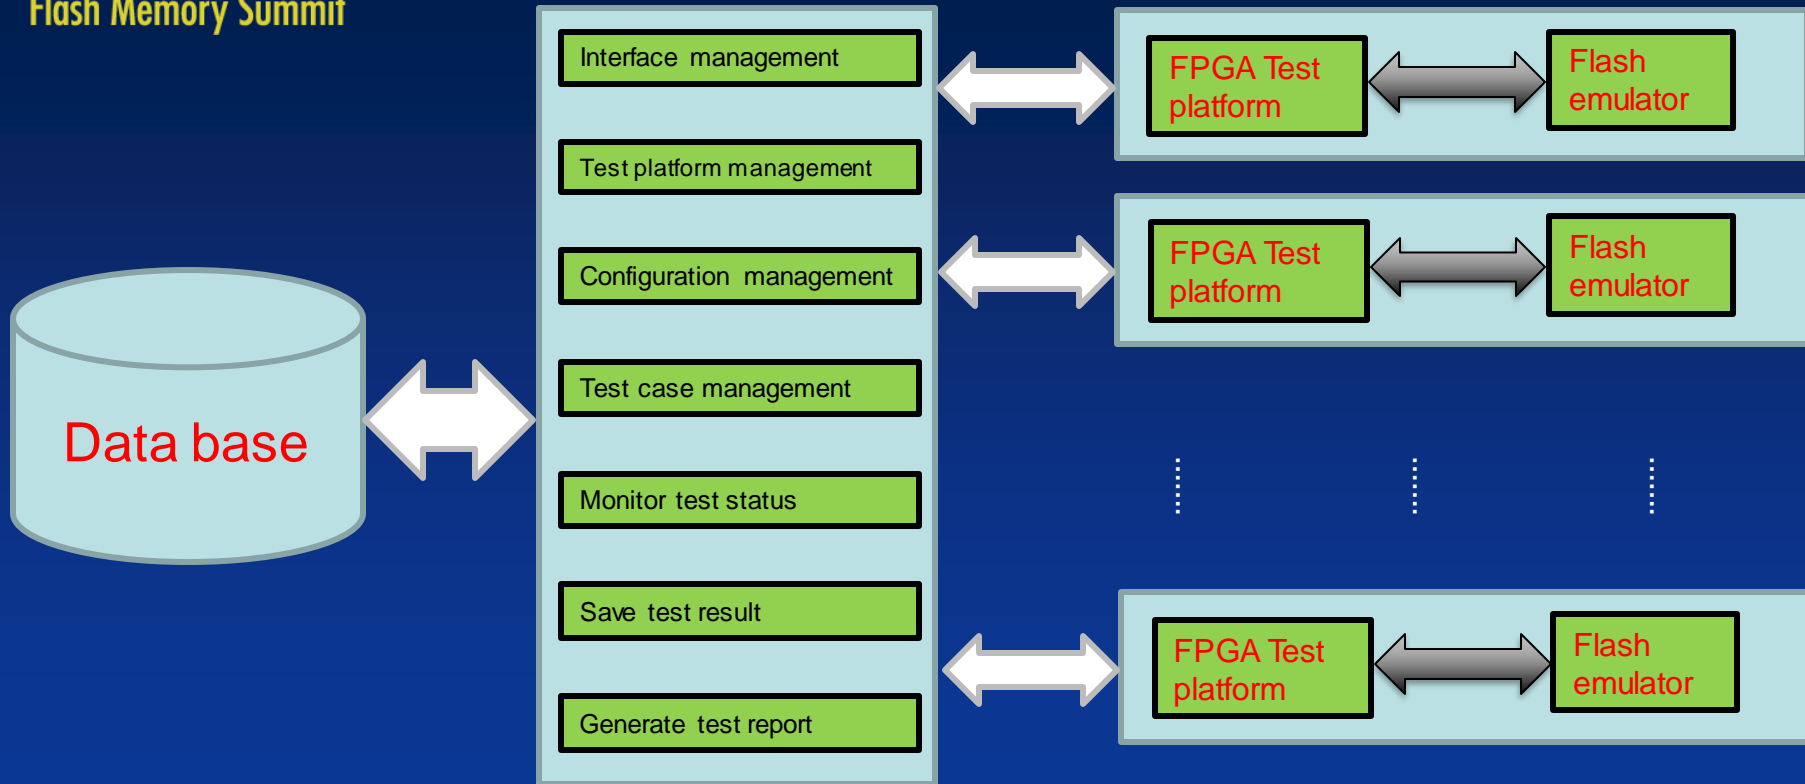 Flash Memory Summit
Interface management
Test platform management
Configuration management
Test case management
Monitor test status
Save test result
Generate test report
Data base
FPGA Test
platform
Flash
emulator
FPGA Test
platform
Flash
emulator
FPGA Test
platform
Flash
emulator